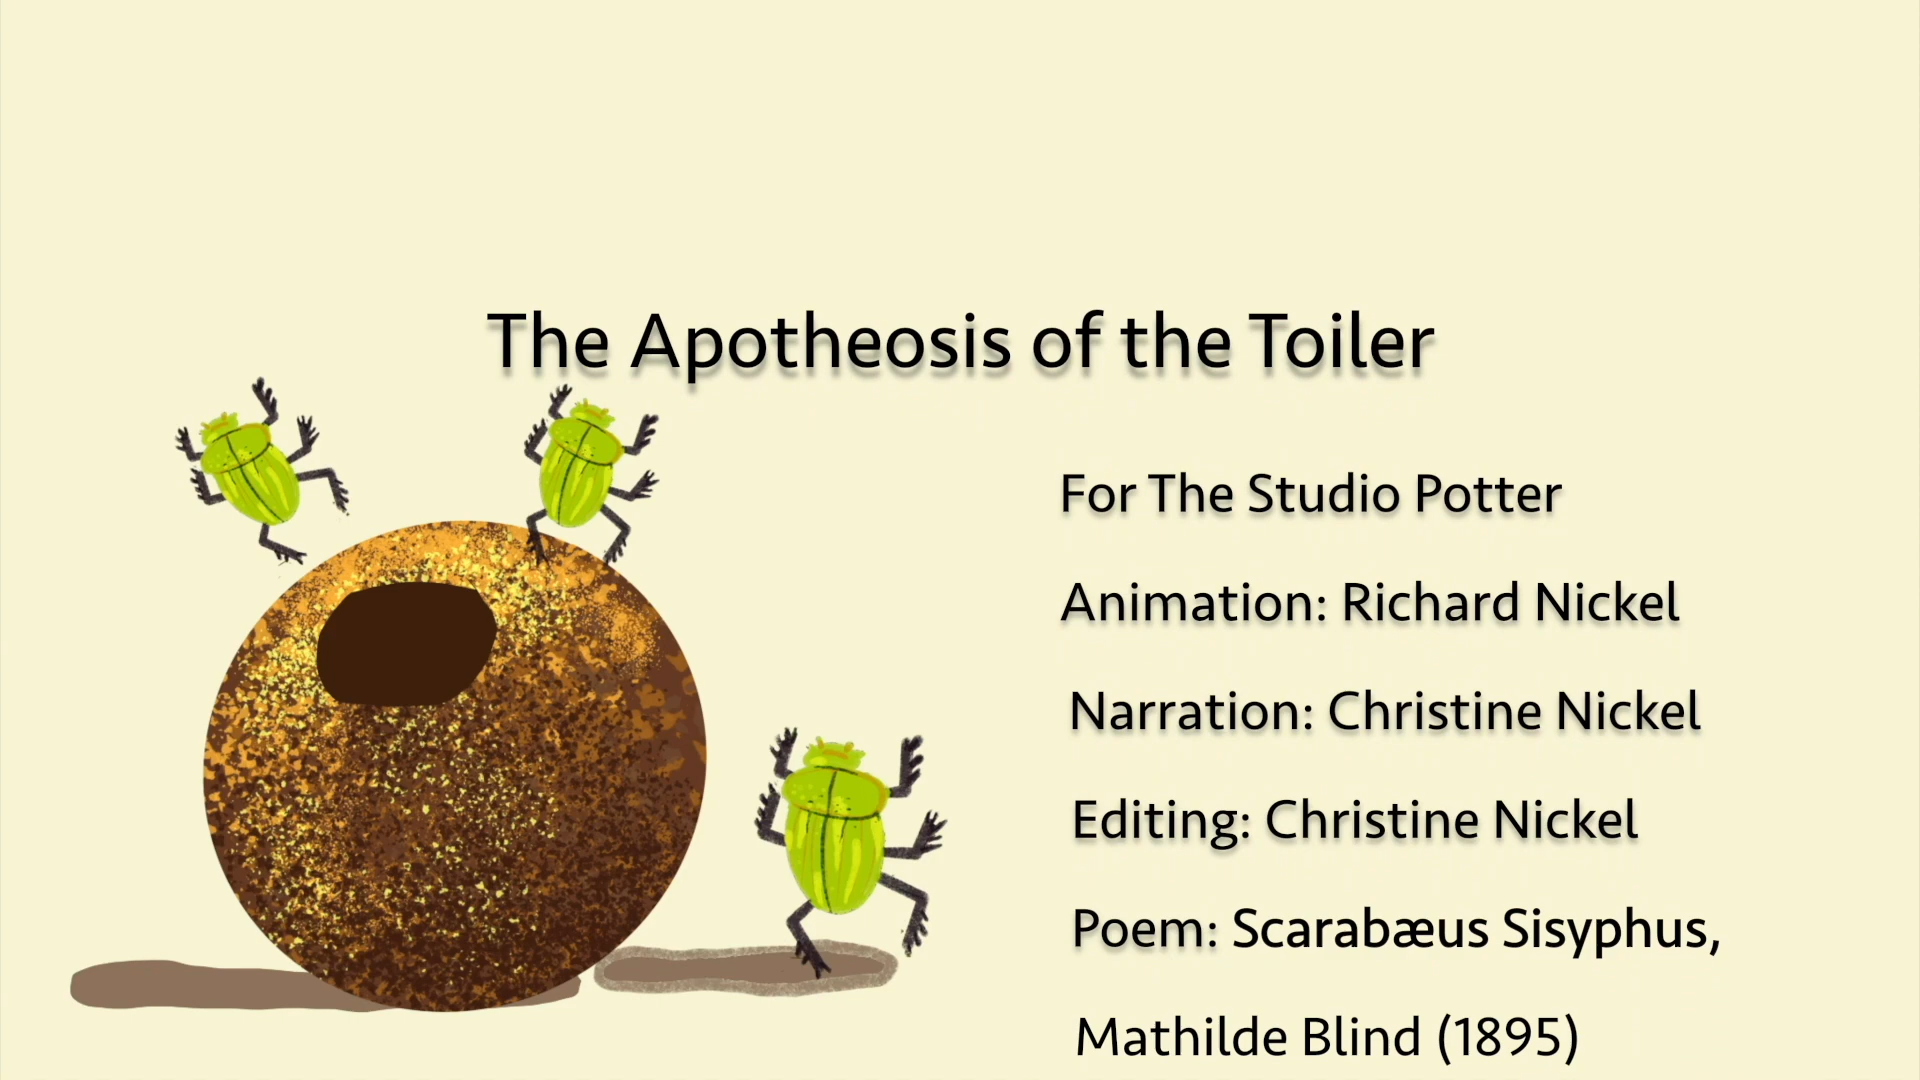 The Apotheosis of the Toiler
For The Studio Potter
Animation: Richard Nickel
Narration: Christine Nickel
Editing: Christine Nickel
Poem: Scarabæus Sisyphus,
Mathilde Blind (1895)